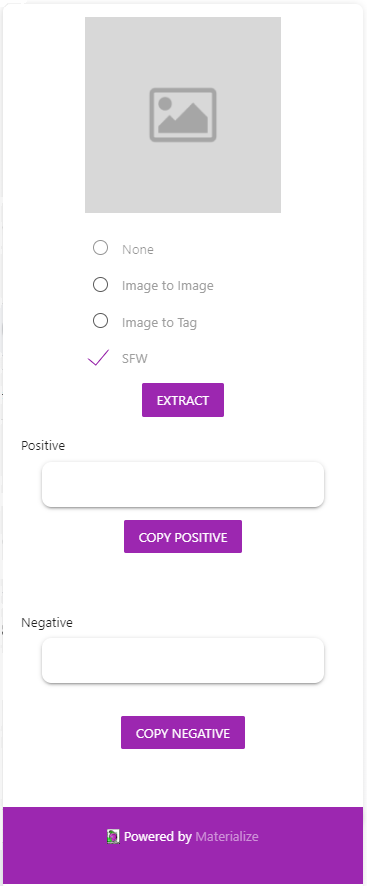 None
Image to Image
Image to Tag
SFW
EXTRACT
Positive
COPY POSITIVE
Negative
COPY NEGATIVE
Powered by Materialize